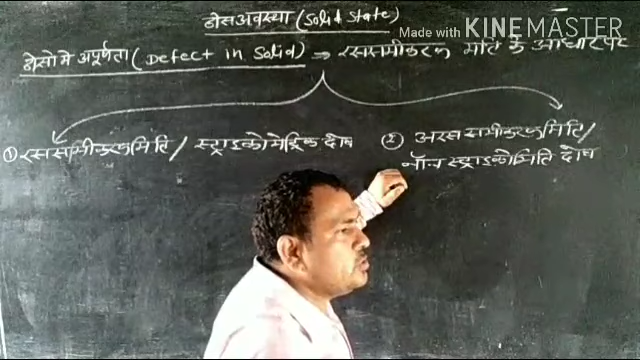 ठोस अवस्था (Solid State)
Made with KINEMASTER
ठोसो मे अपूर्णता (Defect in Solid) ⇒ रससमीकरण मिति के आधार पर
① रससमीकरणमिति / स्ट्राइकोमेट्रिक दोष
② अरससमीकरणमिति /
नॉन स्ट्राइकोमिति दोष